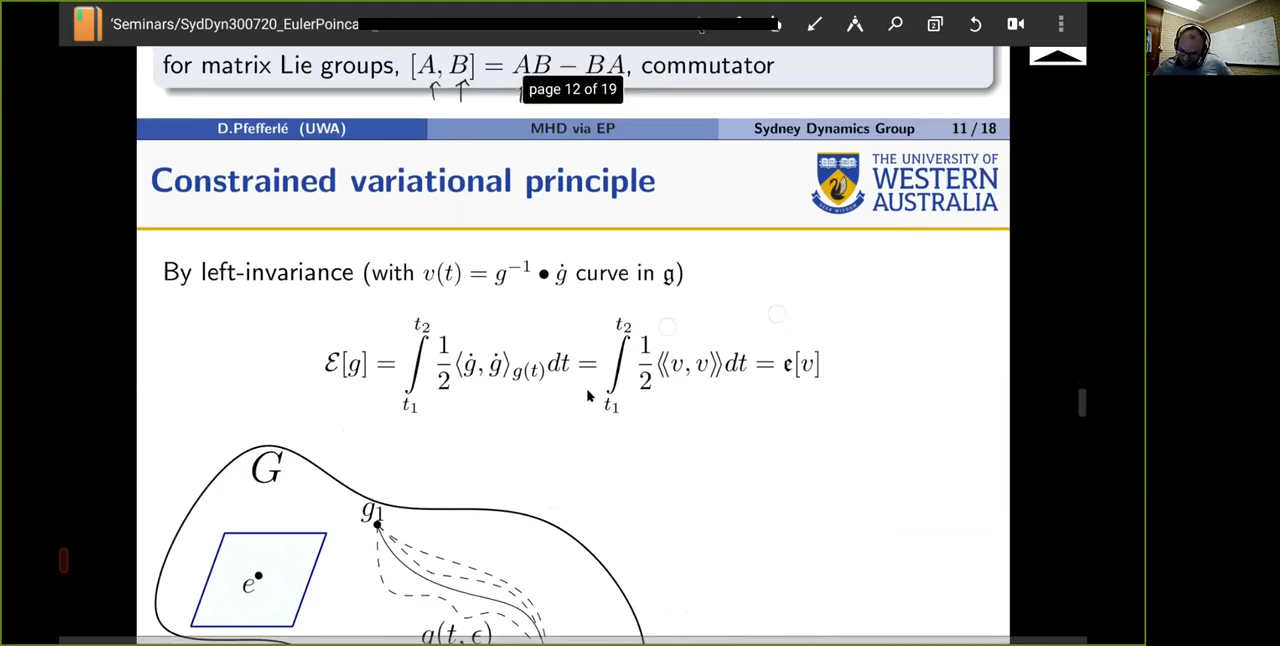 'Seminars/SydDyn300720_EulerPoinca
for matrix Lie groups, [A, B] = AB − BA, commutator
page 12 of 19
D.Pfefferlé (UWA) MHD via EP Sydney Dynamics Group 11 / 18
Constrained variational principle
THE UNIVERSITY OF
WESTERN
AUSTRALIA
By left-invariance (with v(t) = g⁻¹ • ġ curve in 𝔤)
ℰ[g] = ∫_{t₁}^{t₂} 1/2 ⟨ġ, ġ⟩_{g(t)} dt = ∫_{t₁}^{t₂} 1/2 ⟪v, v⟫ dt = 𝔢[v]
G
g₁
e
g(t, ϵ)